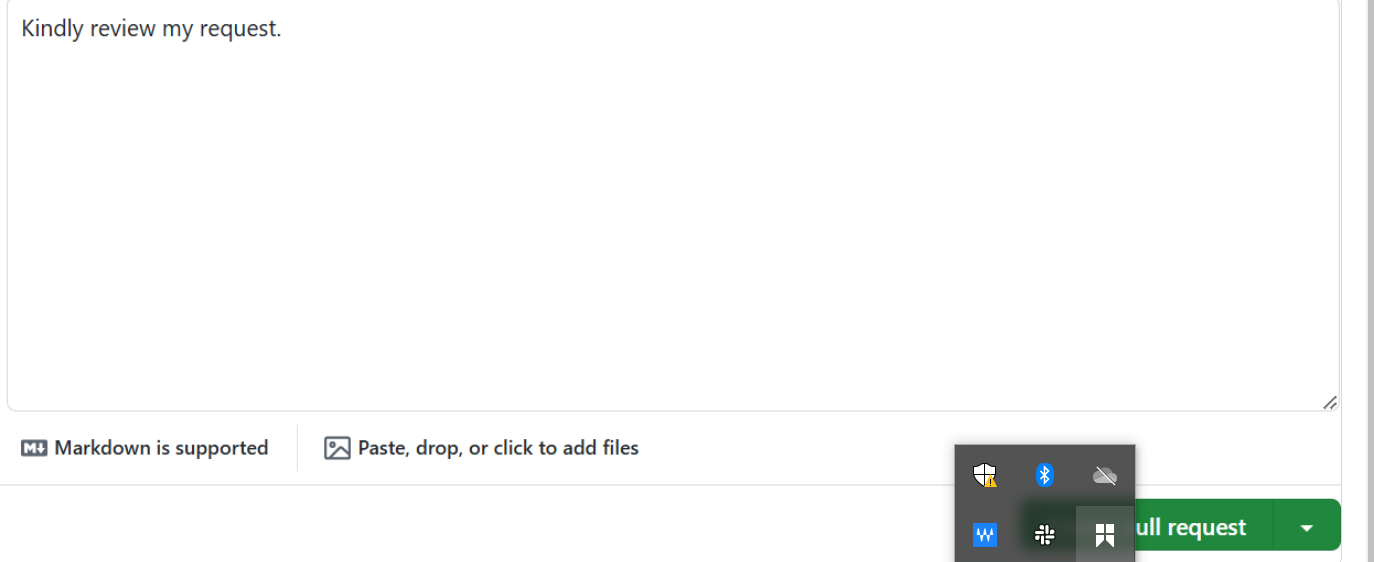 Kindly review my request.
Markdown is supported
Paste, drop, or click to add files
ull request